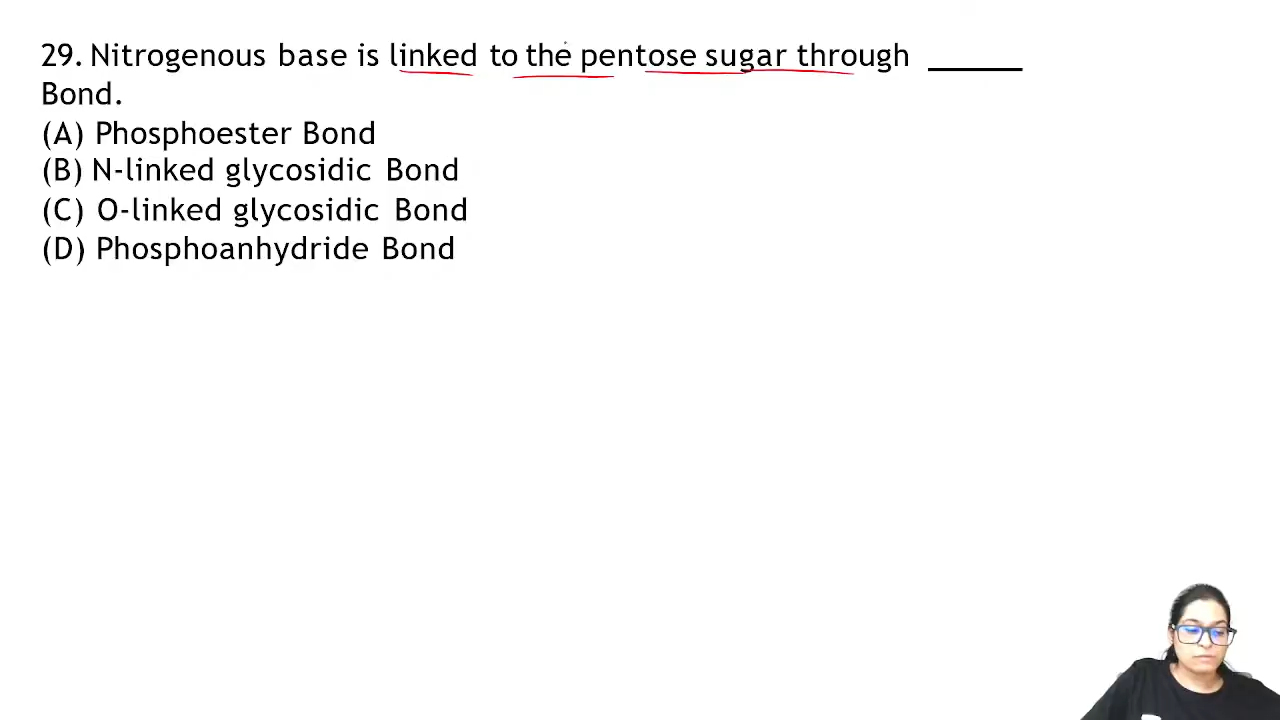 29. Nitrogenous base is linked to the pentose sugar through ______
Bond.
(A) Phosphoester Bond
(B) N-linked glycosidic Bond
(C) O-linked glycosidic Bond
(D) Phosphoanhydride Bond